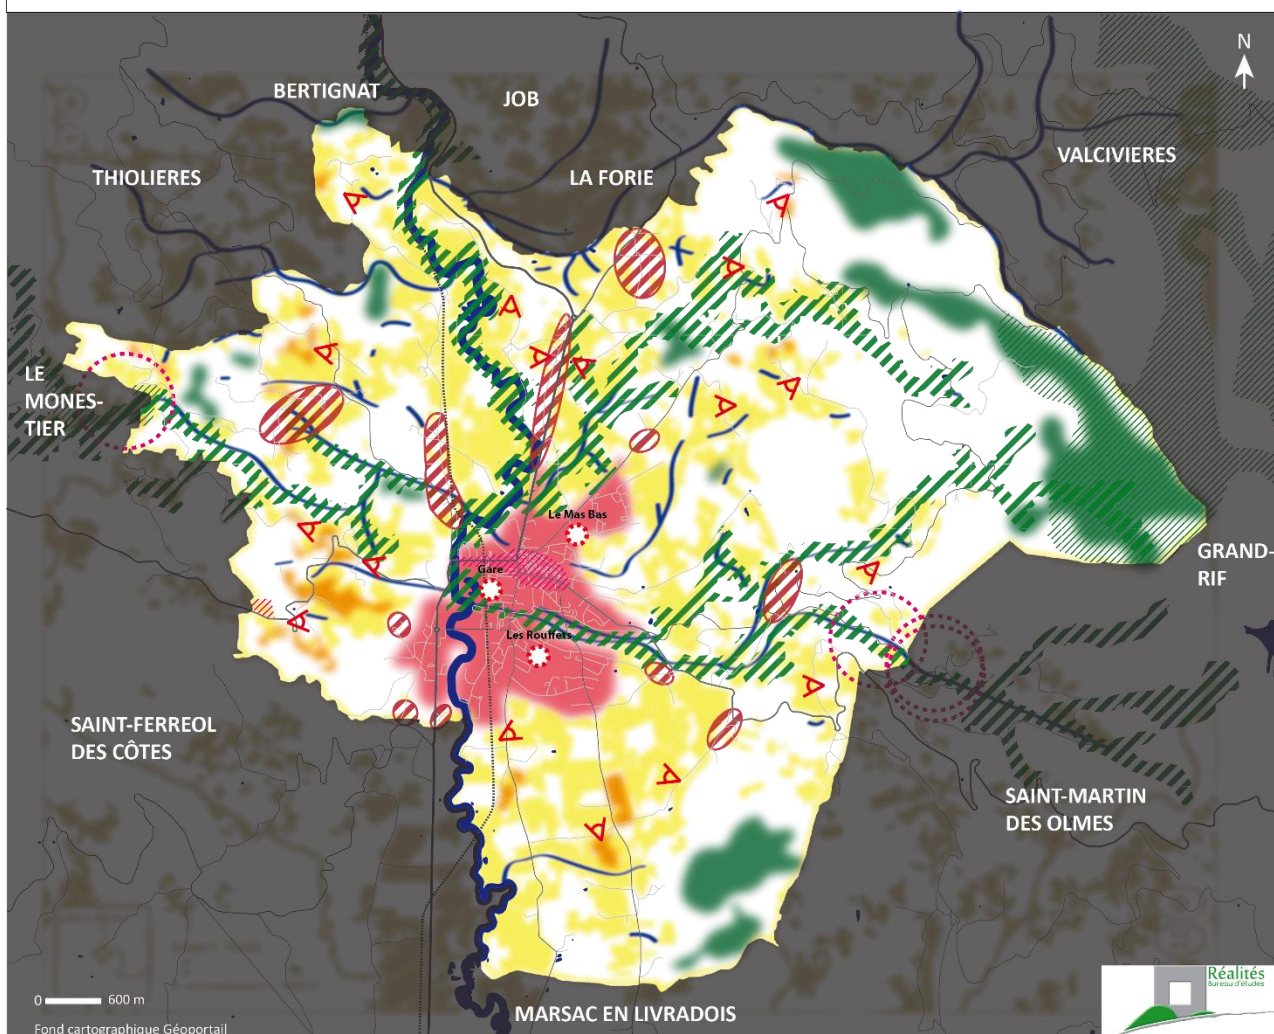 N
BERTIGNAT
JOB
THIOLIERES
LA FORIE
VALCIVIERES
LE
MONES-
TIER
Le Mas Bas
Gare
GRAND-
RIF
Les Rouffets
SAINT-FERREOL
DES CÔTES
SAINT-MARTIN
DES OLMES
0 600 m
Réalités
Bureau d'études
MARSAC EN LIVRADOIS
Fond cartographique Géoportail